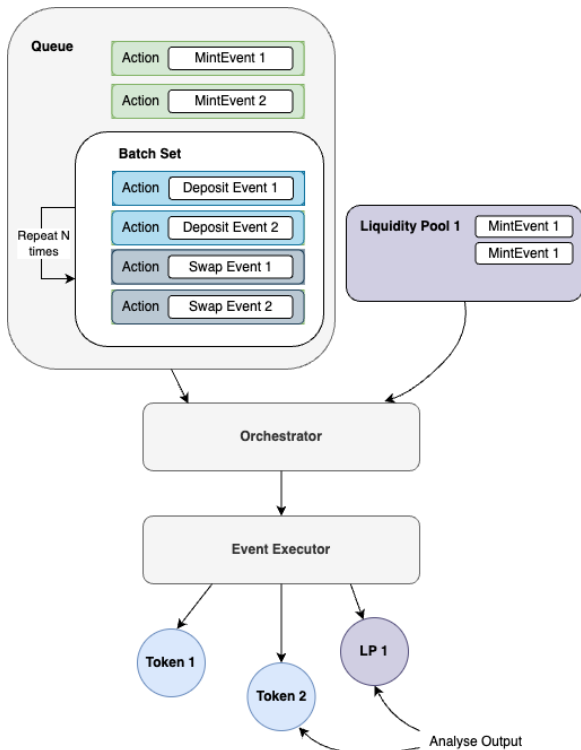 Queue
Action MintEvent 1
Action MintEvent 2
Batch Set
Action Deposit Event 1
Action Deposit Event 2
Action Swap Event 1
Action Swap Event 2
Repeat N
times
Liquidity Pool 1
MintEvent 1
MintEvent 1
Orchestrator
Event Executor
Token 1
Token 2
LP 1
Analyse Output